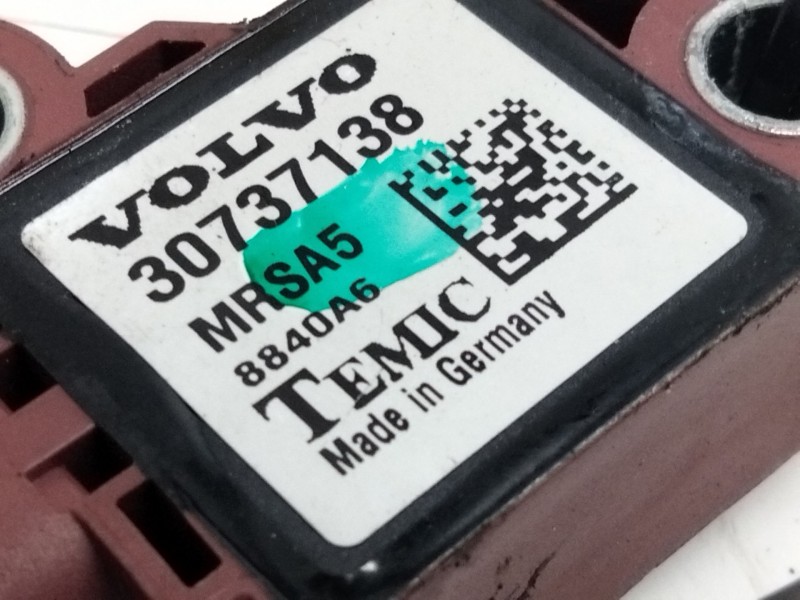 VOLVO
30737138
MRSA5
8840A6
TEMIC
Made in Germany